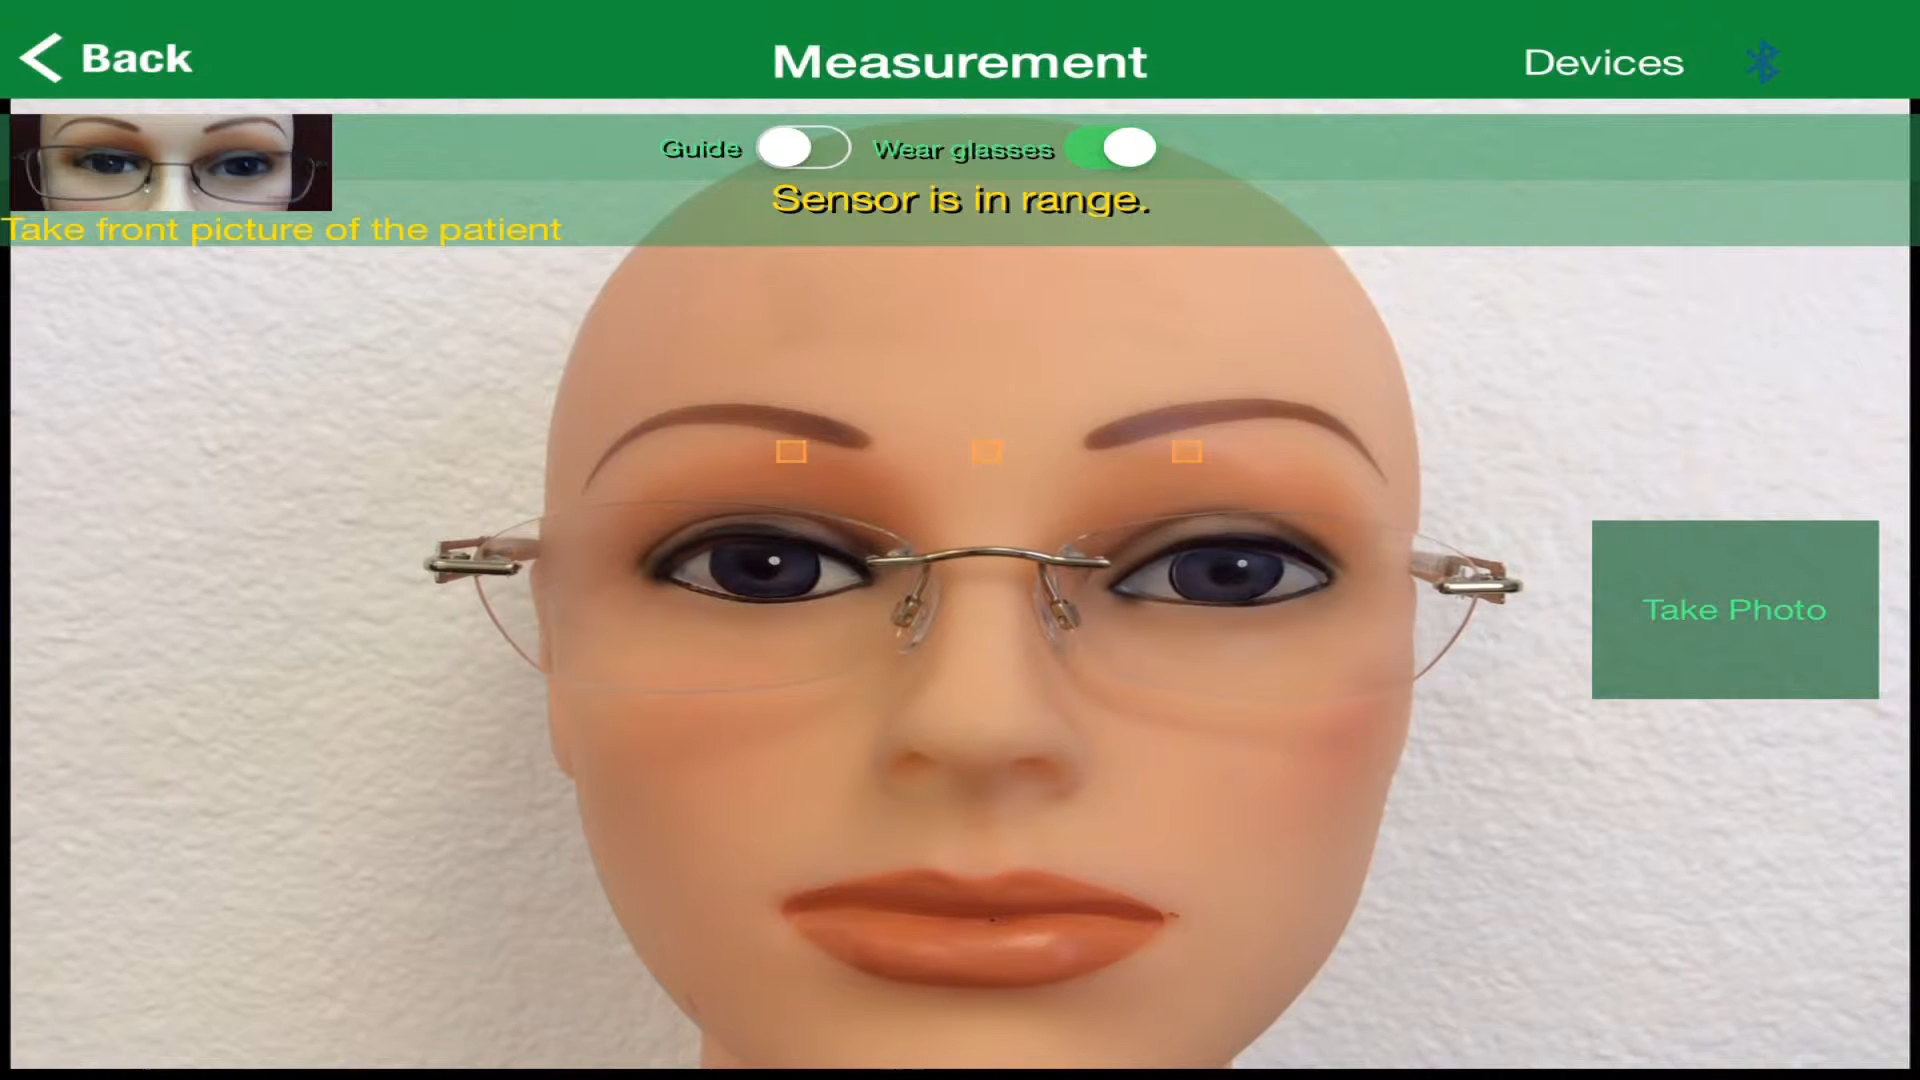 Back
Measurement
Devices
Guide
Wear glasses
Sensor is in range.
Take front picture of the patient
Take Photo